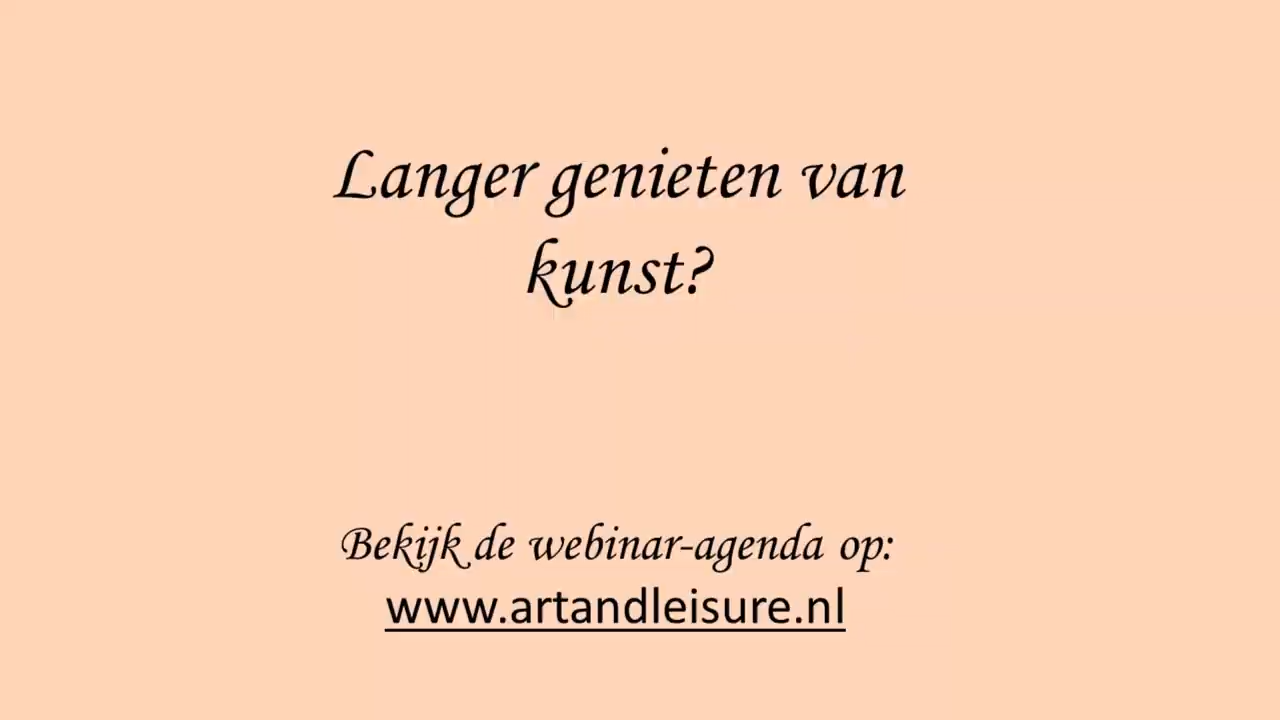 Langer genieten van
kunst?
Bekijk de webinar-agenda op:
www.artandleisure.nl